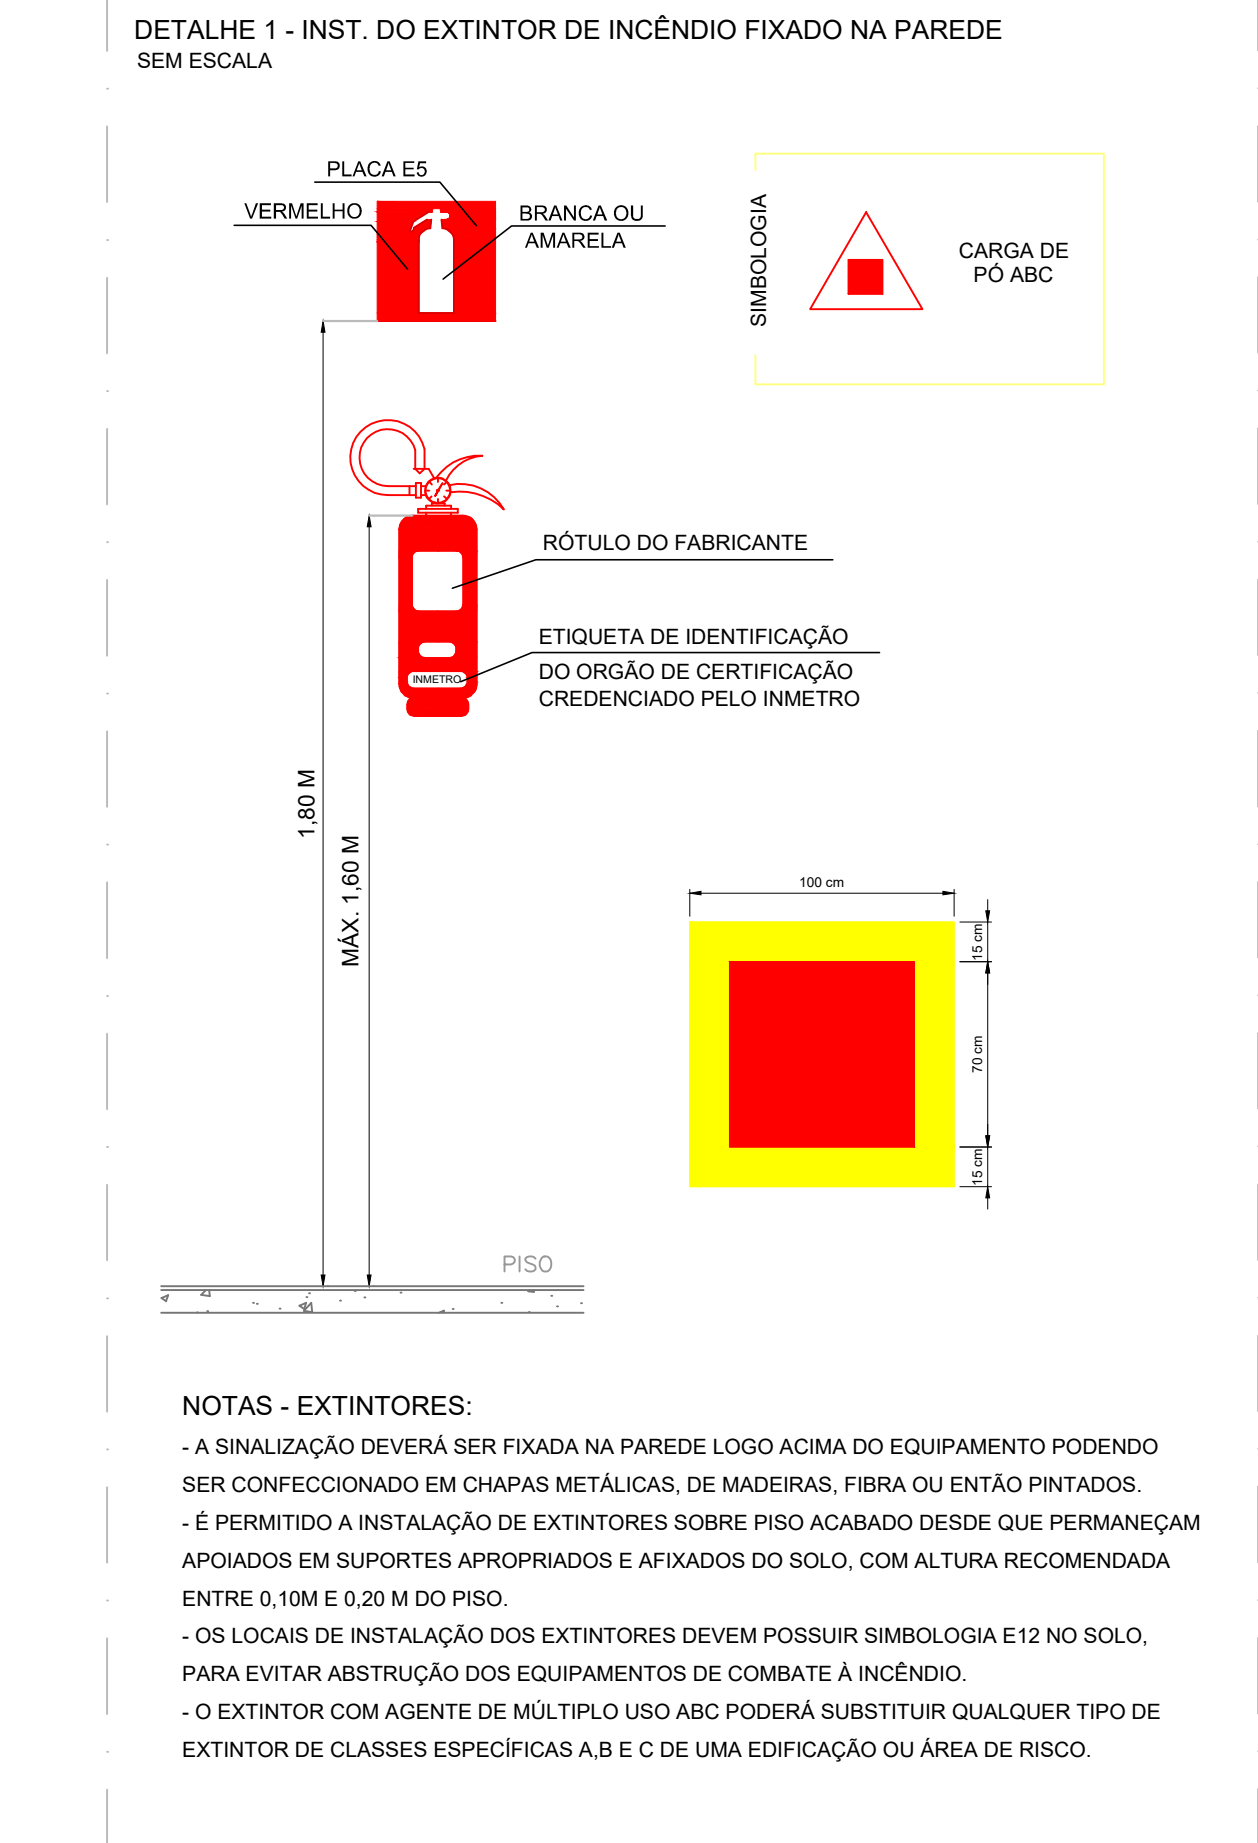 DETALHE 1 - INST. DO EXTINTOR DE INCÊNDIO FIXADO NA PAREDE
SEM ESCALA
PLACA E5
VERMELHO
BRANCA OU
AMARELA
SIMBOLOGIA
CARGA DE
PÓ ABC
RÓTULO DO FABRICANTE
ETIQUETA DE IDENTIFICAÇÃO
DO ORGÃO DE CERTIFICAÇÃO
CREDENCIADO PELO INMETRO
INMETRO
1,80 M
MÁX. 1,60 M
100 cm
15 cm
70 cm
15 cm
PISO
NOTAS - EXTINTORES:
- A SINALIZAÇÃO DEVERÁ SER FIXADA NA PAREDE LOGO ACIMA DO EQUIPAMENTO PODENDO
SER CONFECCIONADO EM CHAPAS METÁLICAS, DE MADEIRAS, FIBRA OU ENTÃO PINTADOS.
- É PERMITIDO A INSTALAÇÃO DE EXTINTORES SOBRE PISO ACABADO DESDE QUE PERMANEÇAM
APOIADOS EM SUPORTES APROPRIADOS E AFIXADOS DO SOLO, COM ALTURA RECOMENDADA
ENTRE 0,10M E 0,20 M DO PISO.
- OS LOCAIS DE INSTALAÇÃO DOS EXTINTORES DEVEM POSSUIR SIMBOLOGIA E12 NO SOLO,
PARA EVITAR ABSTRUÇÃO DOS EQUIPAMENTOS DE COMBATE À INCÊNDIO.
- O EXTINTOR COM AGENTE DE MÚLTIPLO USO ABC PODERÁ SUBSTITUIR QUALQUER TIPO DE
EXTINTOR DE CLASSES ESPECÍFICAS A,B E C DE UMA EDIFICAÇÃO OU ÁREA DE RISCO.